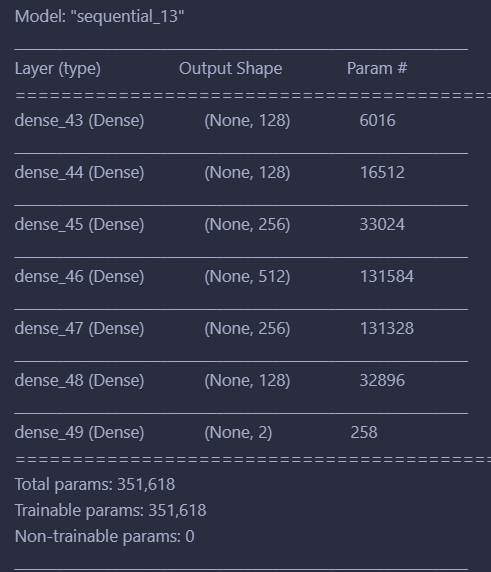 Model: "sequential_13"
_________________________________________________________________
Layer (type) Output Shape Param #
=================================================================
dense_43 (Dense) (None, 128) 6016
_________________________________________________________________
dense_44 (Dense) (None, 128) 16512
_________________________________________________________________
dense_45 (Dense) (None, 256) 33024
_________________________________________________________________
dense_46 (Dense) (None, 512) 131584
_________________________________________________________________
dense_47 (Dense) (None, 256) 131328
_________________________________________________________________
dense_48 (Dense) (None, 128) 32896
_________________________________________________________________
dense_49 (Dense) (None, 2) 258
=================================================================
Total params: 351,618
Trainable params: 351,618
Non-trainable params: 0
_________________________________________________________________